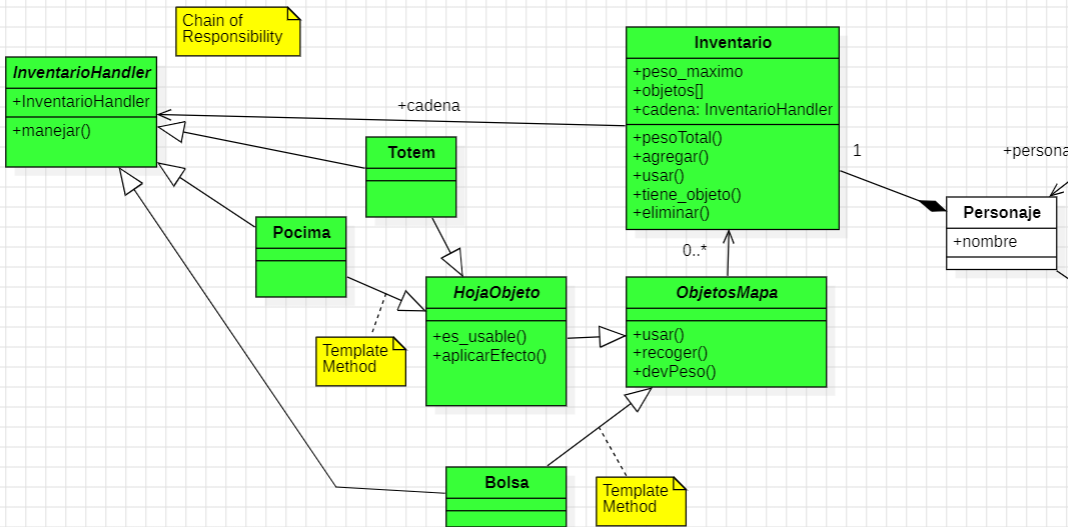 Chain of
Responsibility
InventarioHandler
+InventarioHandler
+manejar()
+cadena
Inventario
+peso_maximo
+objetos[]
+cadena: InventarioHandler
+pesoTotal()
+agregar()
+usar()
+tiene_objeto()
+eliminar()
1
+persona
Personaje
+nombre
Totem
Pocima
0..*
HojaObjeto
+es_usable()
+aplicarEfecto()
ObjetosMapa
+usar()
+recoger()
+devPeso()
Template
Method
Bolsa
Template
Method